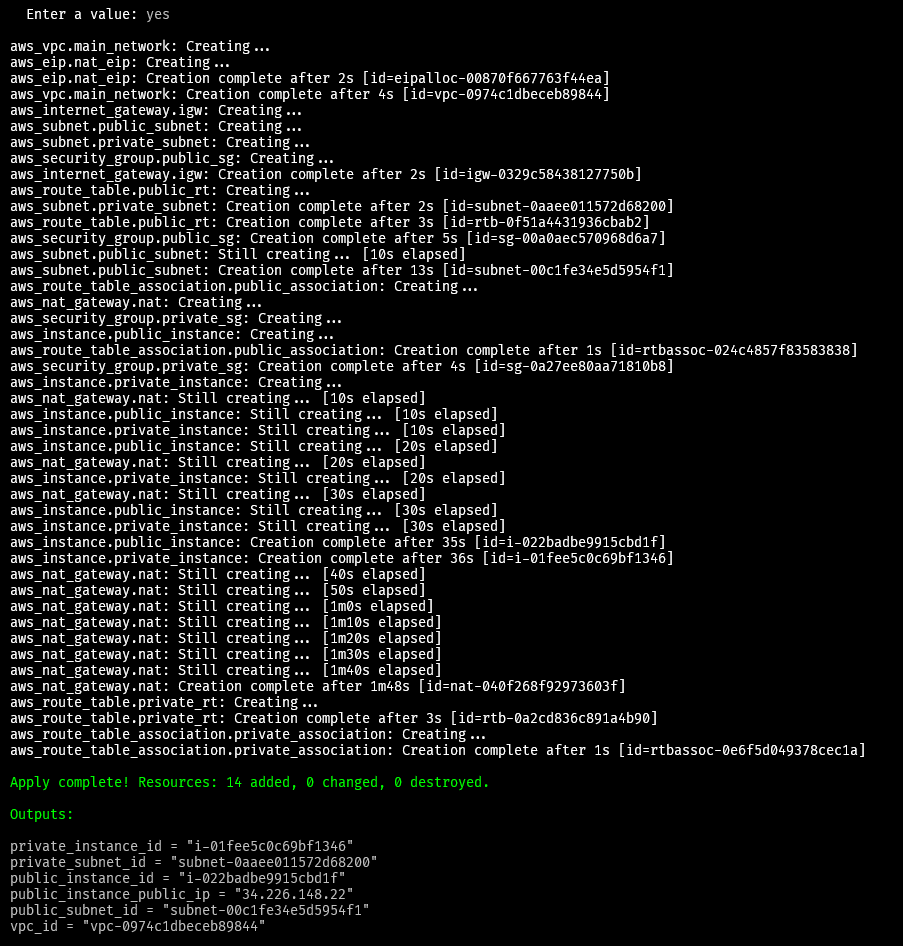 Enter a value: yes
aws_vpc.main_network: Creating...
aws_eip.nat_eip: Creating...
aws_eip.nat_eip: Creation complete after 2s [id=eipalloc-00870f667763f44ea]
aws_vpc.main_network: Creation complete after 4s [id=vpc-0974c1dbeceb89844]
aws_internet_gateway.igw: Creating...
aws_subnet.public_subnet: Creating...
aws_subnet.private_subnet: Creating...
aws_security_group.public_sg: Creating...
aws_internet_gateway.igw: Creation complete after 2s [id=igw-0329c58438127750b]
aws_route_table.public_rt: Creating...
aws_subnet.private_subnet: Creation complete after 2s [id=subnet-0aaee011572d68200]
aws_route_table.public_rt: Creation complete after 3s [id=rtb-0f51a4431936cbab2]
aws_security_group.public_sg: Creation complete after 5s [id=sg-00a0aec570968d6a7]
aws_subnet.public_subnet: Still creating... [10s elapsed]
aws_subnet.public_subnet: Creation complete after 13s [id=subnet-00c1fe34e5d5954f1]
aws_route_table_association.public_association: Creating...
aws_nat_gateway.nat: Creating...
aws_security_group.private_sg: Creating...
aws_instance.public_instance: Creating...
aws_route_table_association.public_association: Creation complete after 1s [id=rtbassoc-024c4857f83583838]
aws_security_group.private_sg: Creation complete after 4s [id=sg-0a27ee80aa71810b8]
aws_instance.private_instance: Creating...
aws_nat_gateway.nat: Still creating... [10s elapsed]
aws_instance.public_instance: Still creating... [10s elapsed]
aws_instance.private_instance: Still creating... [10s elapsed]
aws_instance.public_instance: Still creating... [20s elapsed]
aws_nat_gateway.nat: Still creating... [20s elapsed]
aws_instance.private_instance: Still creating... [20s elapsed]
aws_nat_gateway.nat: Still creating... [30s elapsed]
aws_instance.public_instance: Still creating... [30s elapsed]
aws_instance.private_instance: Still creating... [30s elapsed]
aws_instance.public_instance: Creation complete after 35s [id=i-022badbe9915cbd1f]
aws_instance.private_instance: Creation complete after 36s [id=i-01fee5c0c69bf1346]
aws_nat_gateway.nat: Still creating... [40s elapsed]
aws_nat_gateway.nat: Still creating... [50s elapsed]
aws_nat_gateway.nat: Still creating... [1m0s elapsed]
aws_nat_gateway.nat: Still creating... [1m10s elapsed]
aws_nat_gateway.nat: Still creating... [1m20s elapsed]
aws_nat_gateway.nat: Still creating... [1m30s elapsed]
aws_nat_gateway.nat: Still creating... [1m40s elapsed]
aws_nat_gateway.nat: Creation complete after 1m48s [id=nat-040f268f92973603f]
aws_route_table.private_rt: Creating...
aws_route_table.private_rt: Creation complete after 3s [id=rtb-0a2cd836c891a4b90]
aws_route_table_association.private_association: Creating...
aws_route_table_association.private_association: Creation complete after 1s [id=rtbassoc-0e6f5d049378cec1a]
Apply complete! Resources: 14 added, 0 changed, 0 destroyed.
Outputs:
private_instance_id = "i-01fee5c0c69bf1346"
private_subnet_id = "subnet-0aaee011572d68200"
public_instance_id = "i-022badbe9915cbd1f"
public_instance_public_ip = "34.226.148.22"
public_subnet_id = "subnet-00c1fe34e5d5954f1"
vpc_id = "vpc-0974c1dbeceb89844"